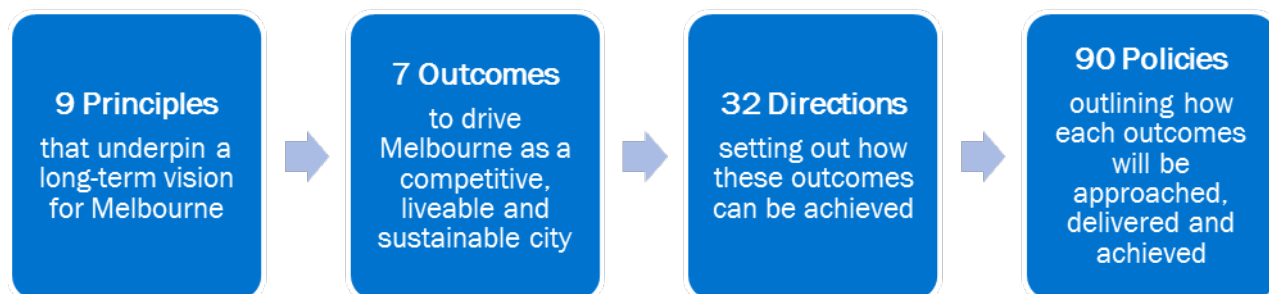 9 Principles
that underpin a
long-term vision
for Melbourne
7 Outcomes
to drive
Melbourne as a
competitive,
liveable and
sustainable city
32 Directions
setting out how
these outcomes
can be achieved
90 Policies
outlining how
each outcomes
will be
approached,
delivered and
achieved